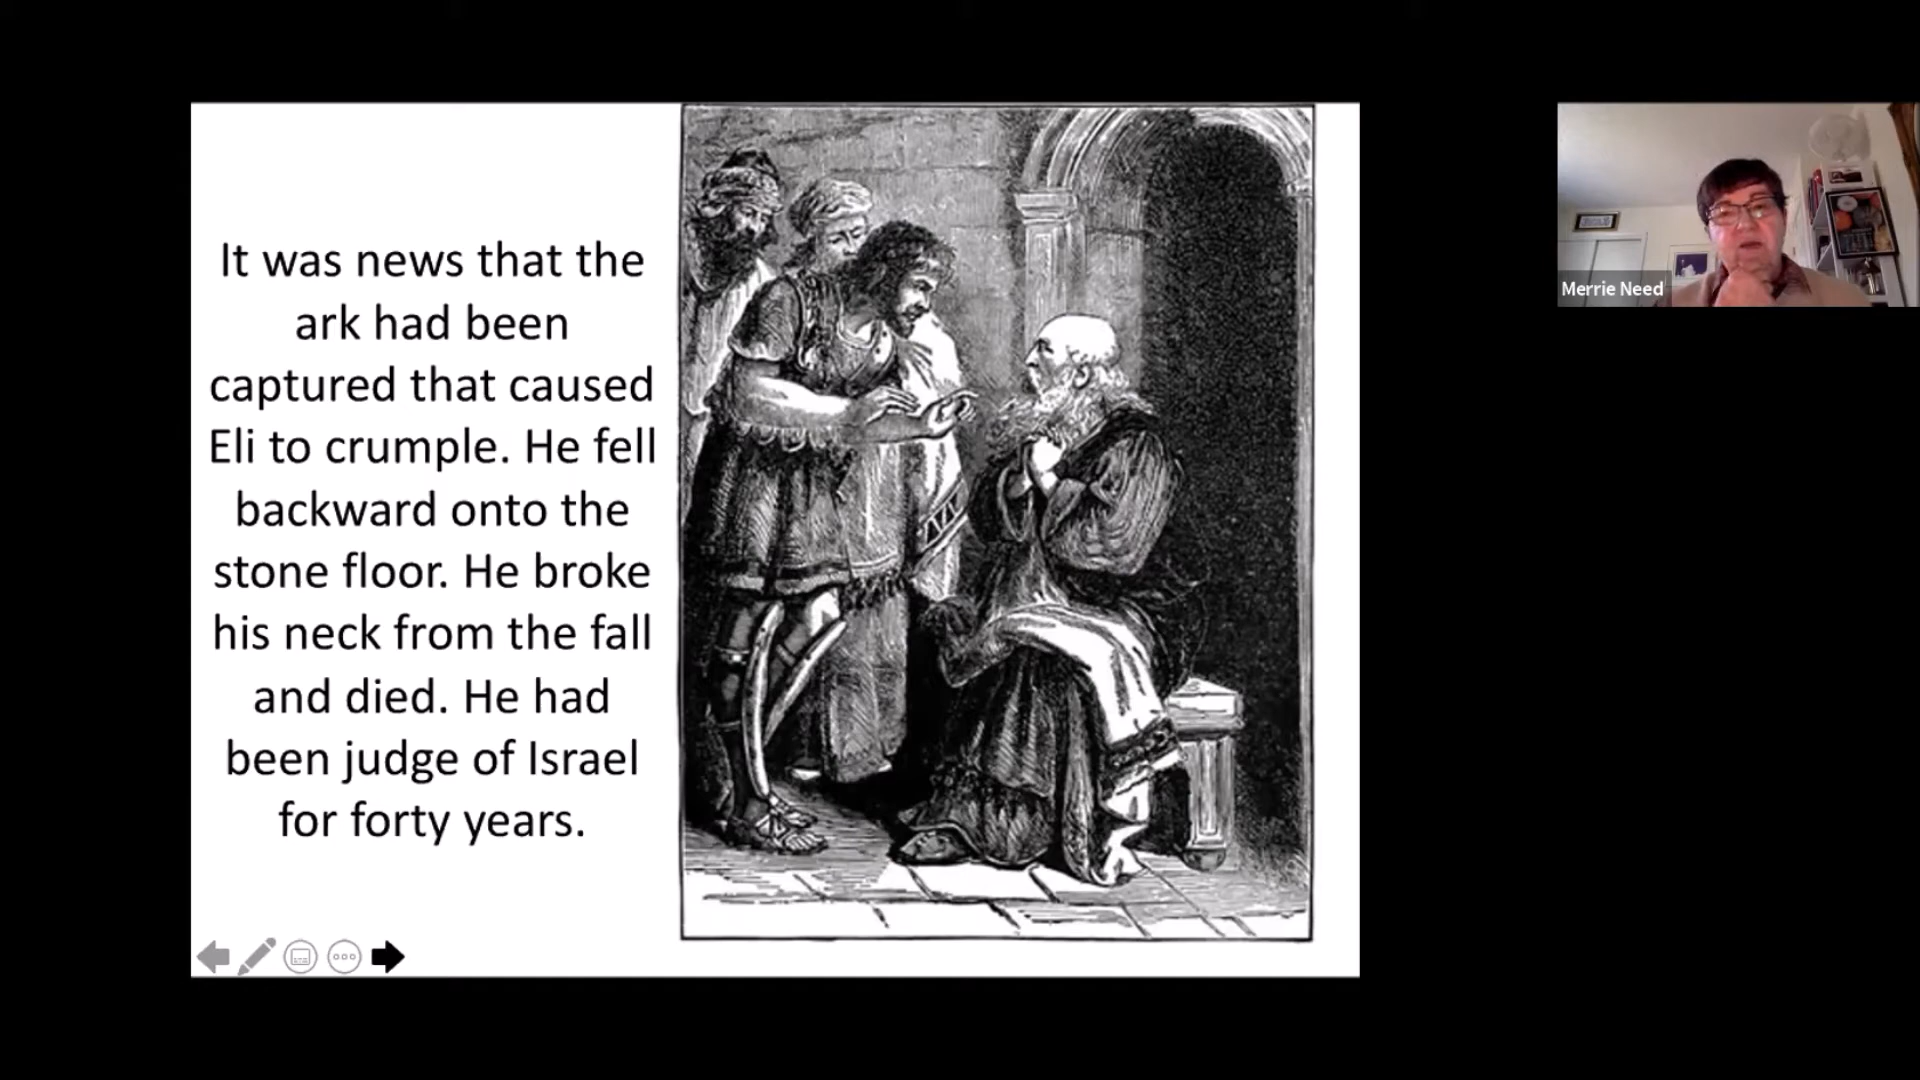 It was news that the
ark had been
captured that caused
Eli to crumple. He fell
backward onto the
stone floor. He broke
his neck from the fall
and died. He had
been judge of Israel
for forty years.
Merrie Need